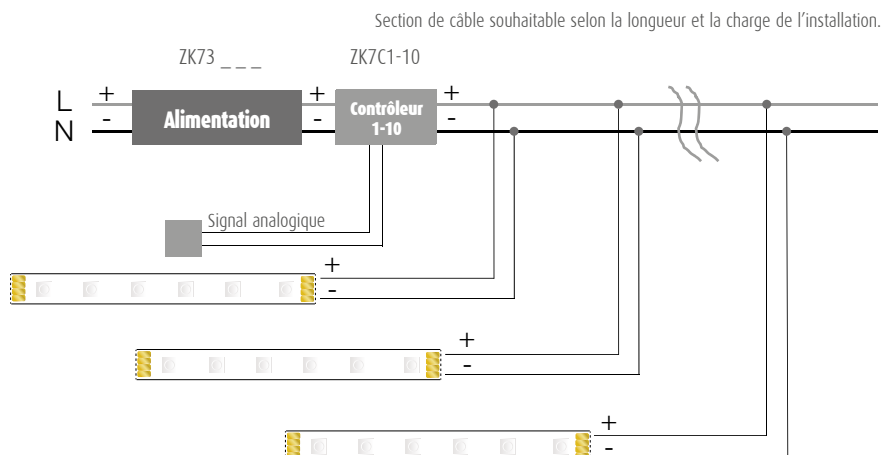 Section de câble souhaitable selon la longueur et la charge de l'installation.
ZK73 _ _ _
ZK7C1-10
L + + +
Alimentation
Contrôleur
1-10
N - - -
Signal analogique
+
-
+
-
+
-